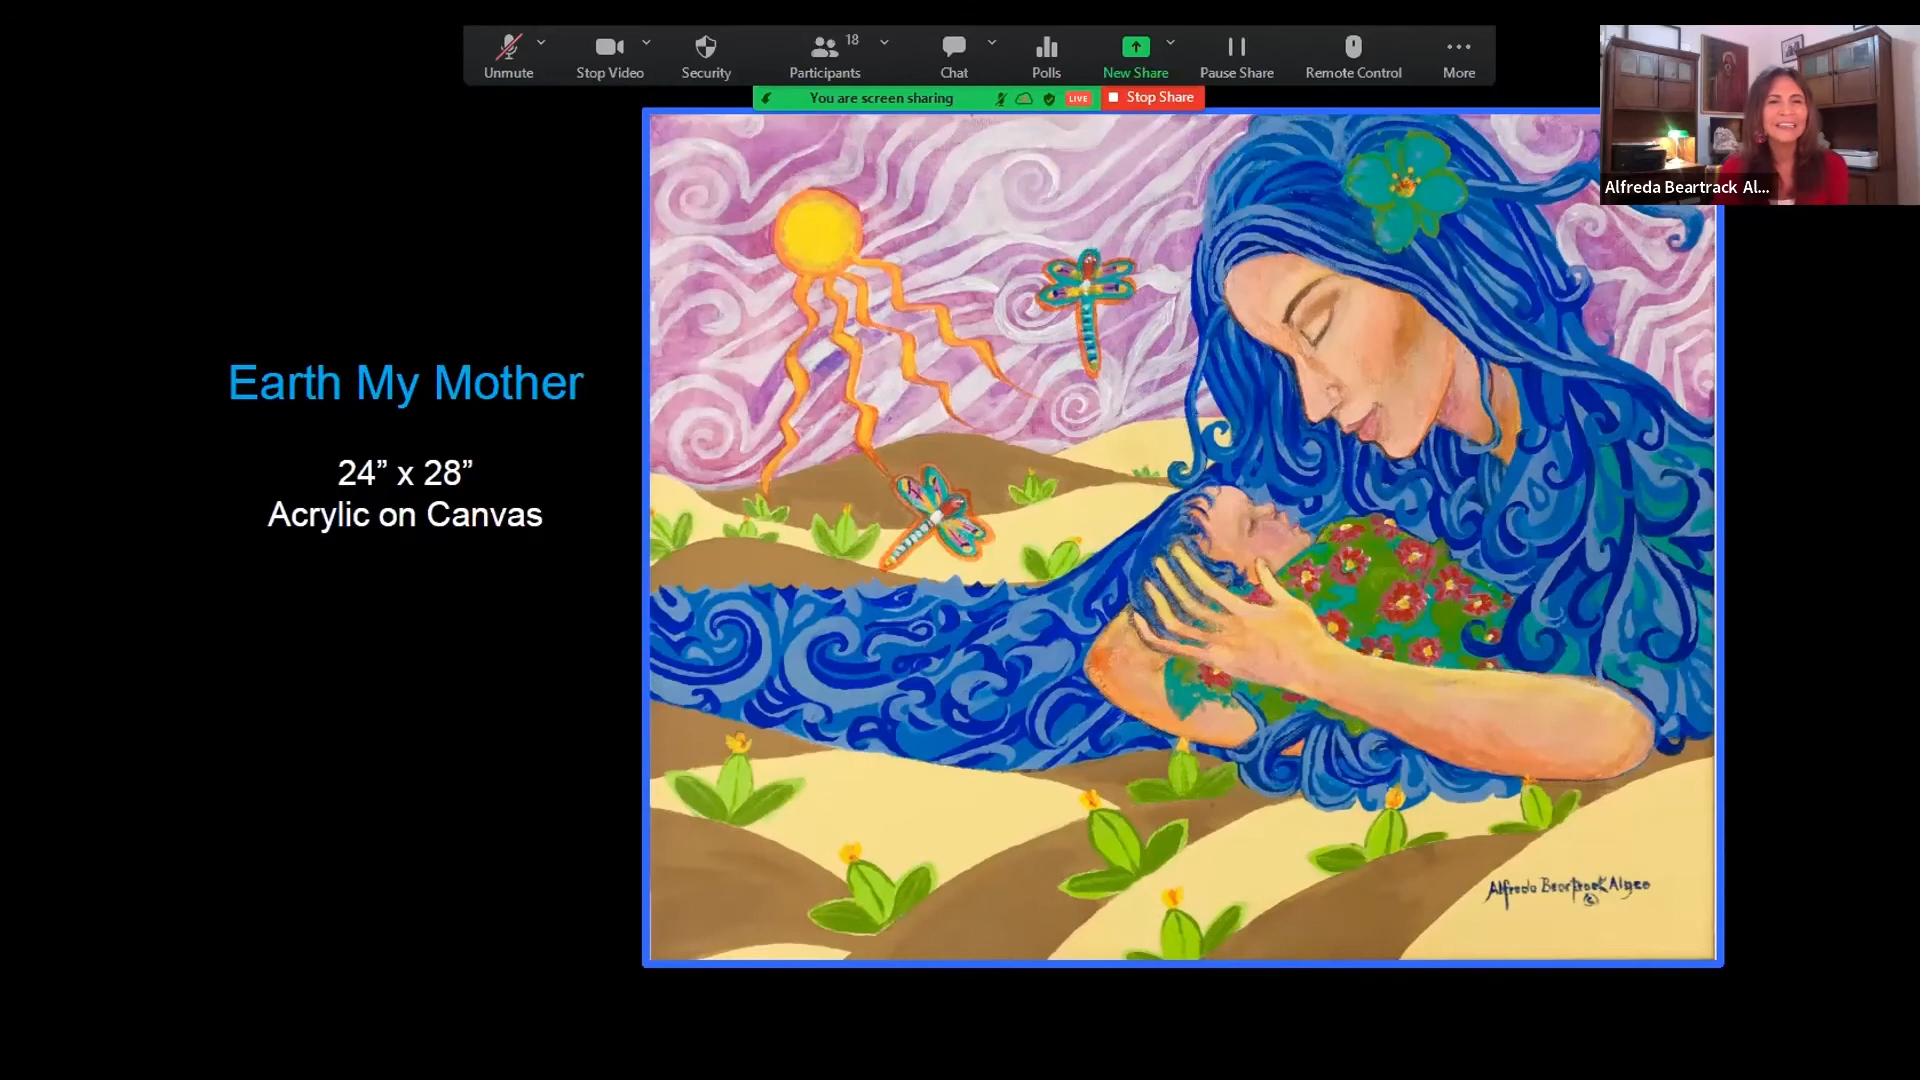 Unmute
Stop Video
Security
18
Participants
Chat
Polls
New Share
Pause Share
Remote Control
More
You are screen sharing
LIVE
Stop Share
Alfreda Beartrack Al...
Earth My Mother
24” x 28”
Acrylic on Canvas
Alfreda Beartrack Algeo
©